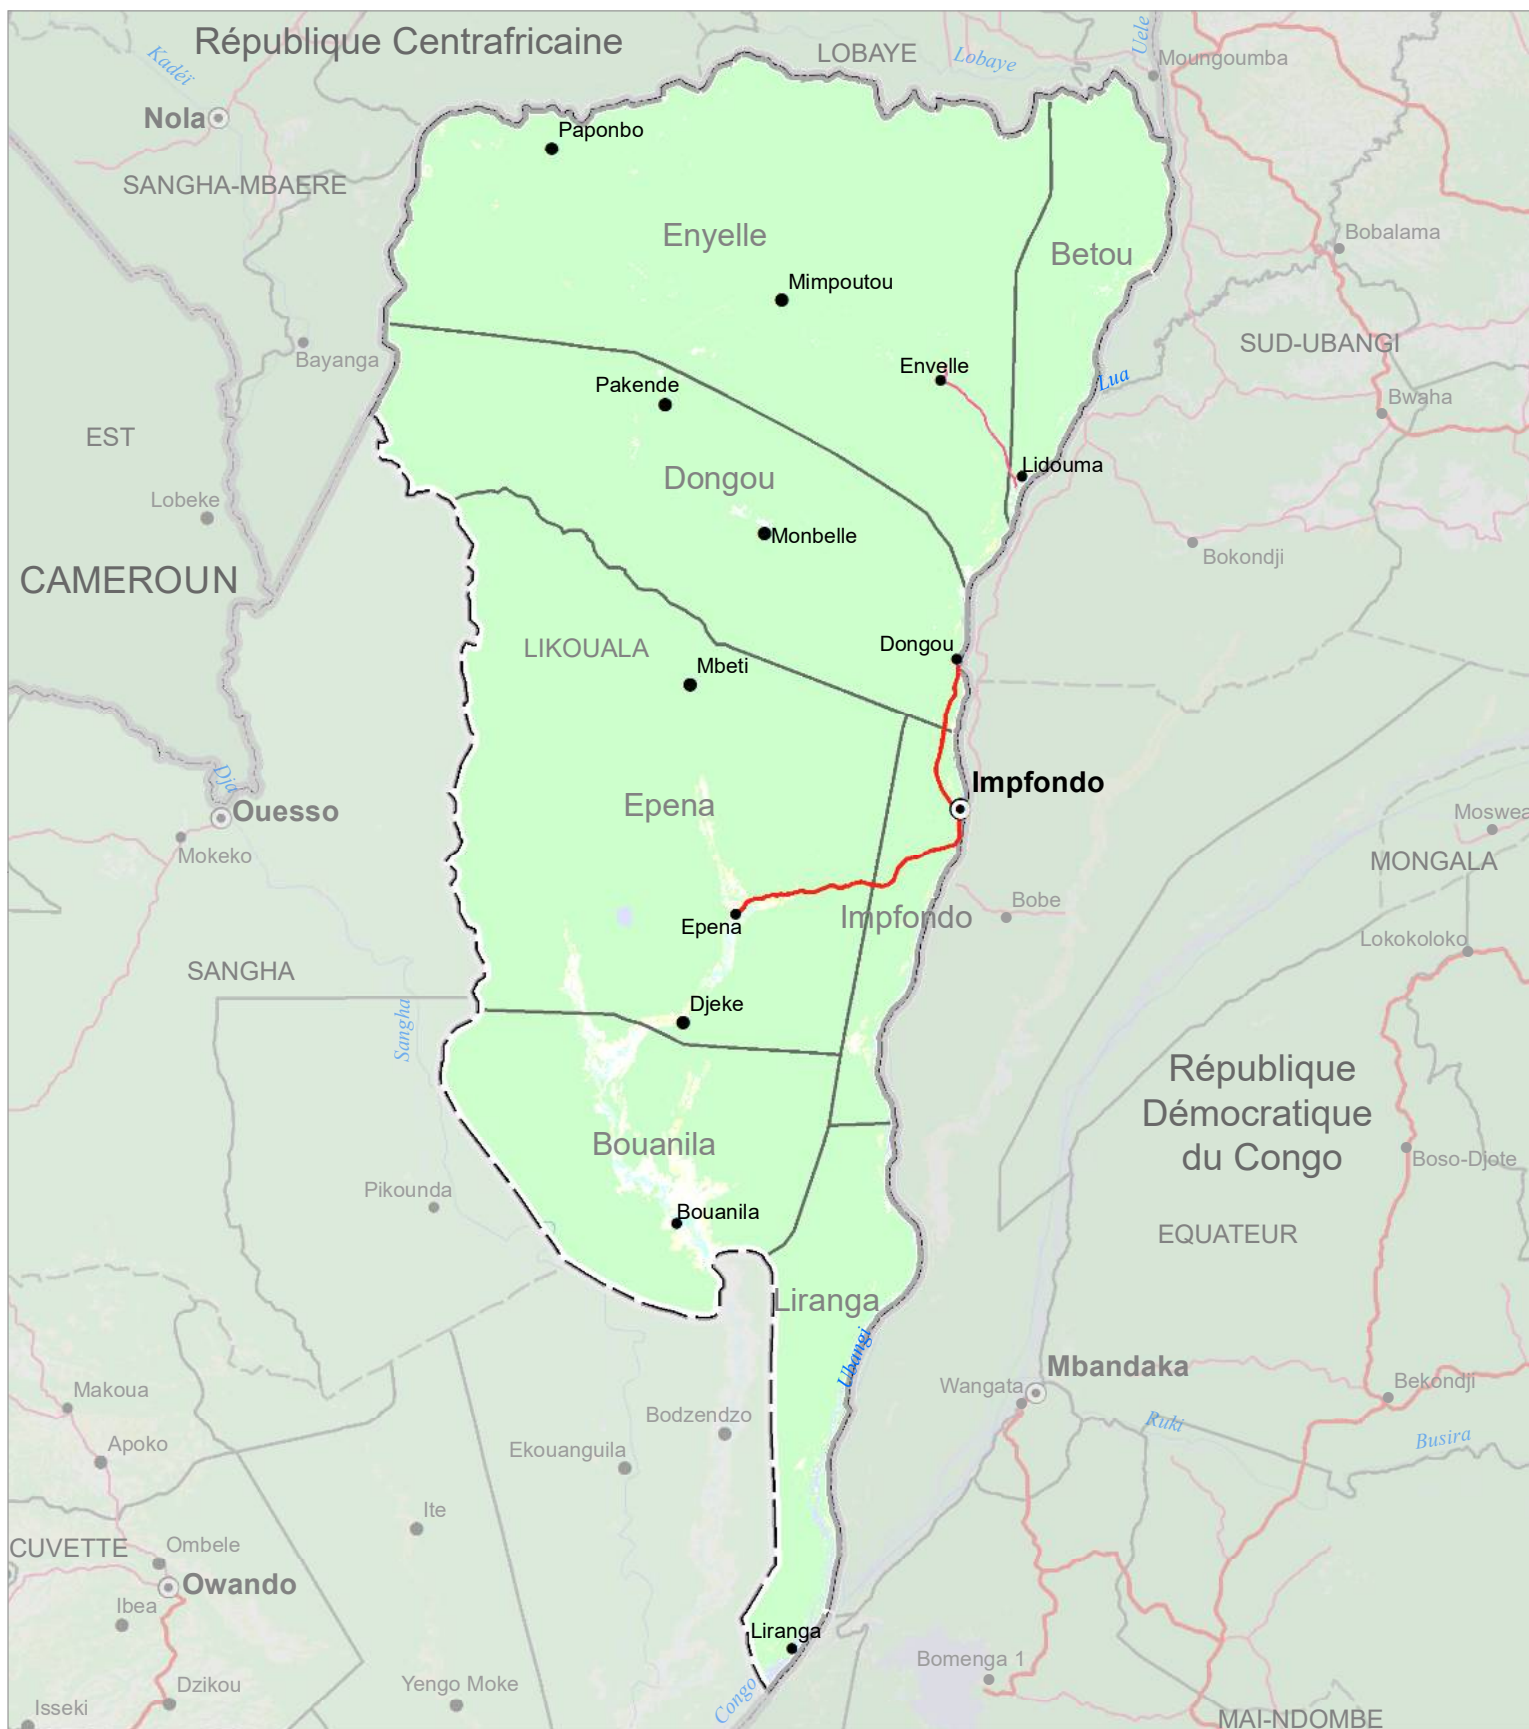 République Centrafricaine
LOBAYE
Kadéï
Lobaye
Uele
Moungoumba
Nola
Paponbo
SANGHA-MBAERE
Enyelle
Betou
Bobalama
Mimpoutou
Bayanga
SUD-UBANGI
Envelle
Lua
Pakende
Bwaha
EST
Lidouma
Dongou
Lobeke
Monbelle
Bokondji
CAMEROUN
LIKOUALA
Dongou
Mbeti
Dja
Impfondo
Epena
Ouesso
Moswea
Mokeko
MONGALA
Bobe
Impfondo
Epena
Lokokoloko
SANGHA
Djeke
Sangha
République
Démocratique
du Congo
Bouanila
Boso-Djote
Pikounda
Bouanila
EQUATEUR
Liranga
Ubangi
Mbandaka
Wangata
Makoua
Bekondji
Bodzendzo
Ruki
Busira
Apoko
Ekouanguila
Ite
CUVETTE
Ombele
Owando
Ibea
Liranga
Bomenga 1
Dzikou
Yengo Moke
Congo
Isseki
MAI-NDOMBE